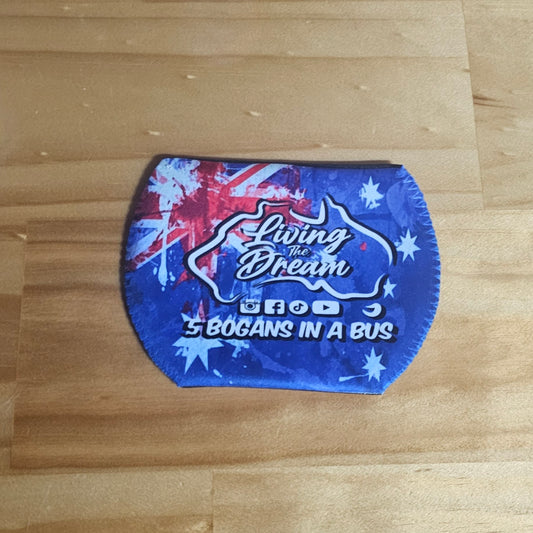 Living
The
Dream
5 BOGANS IN A BUS